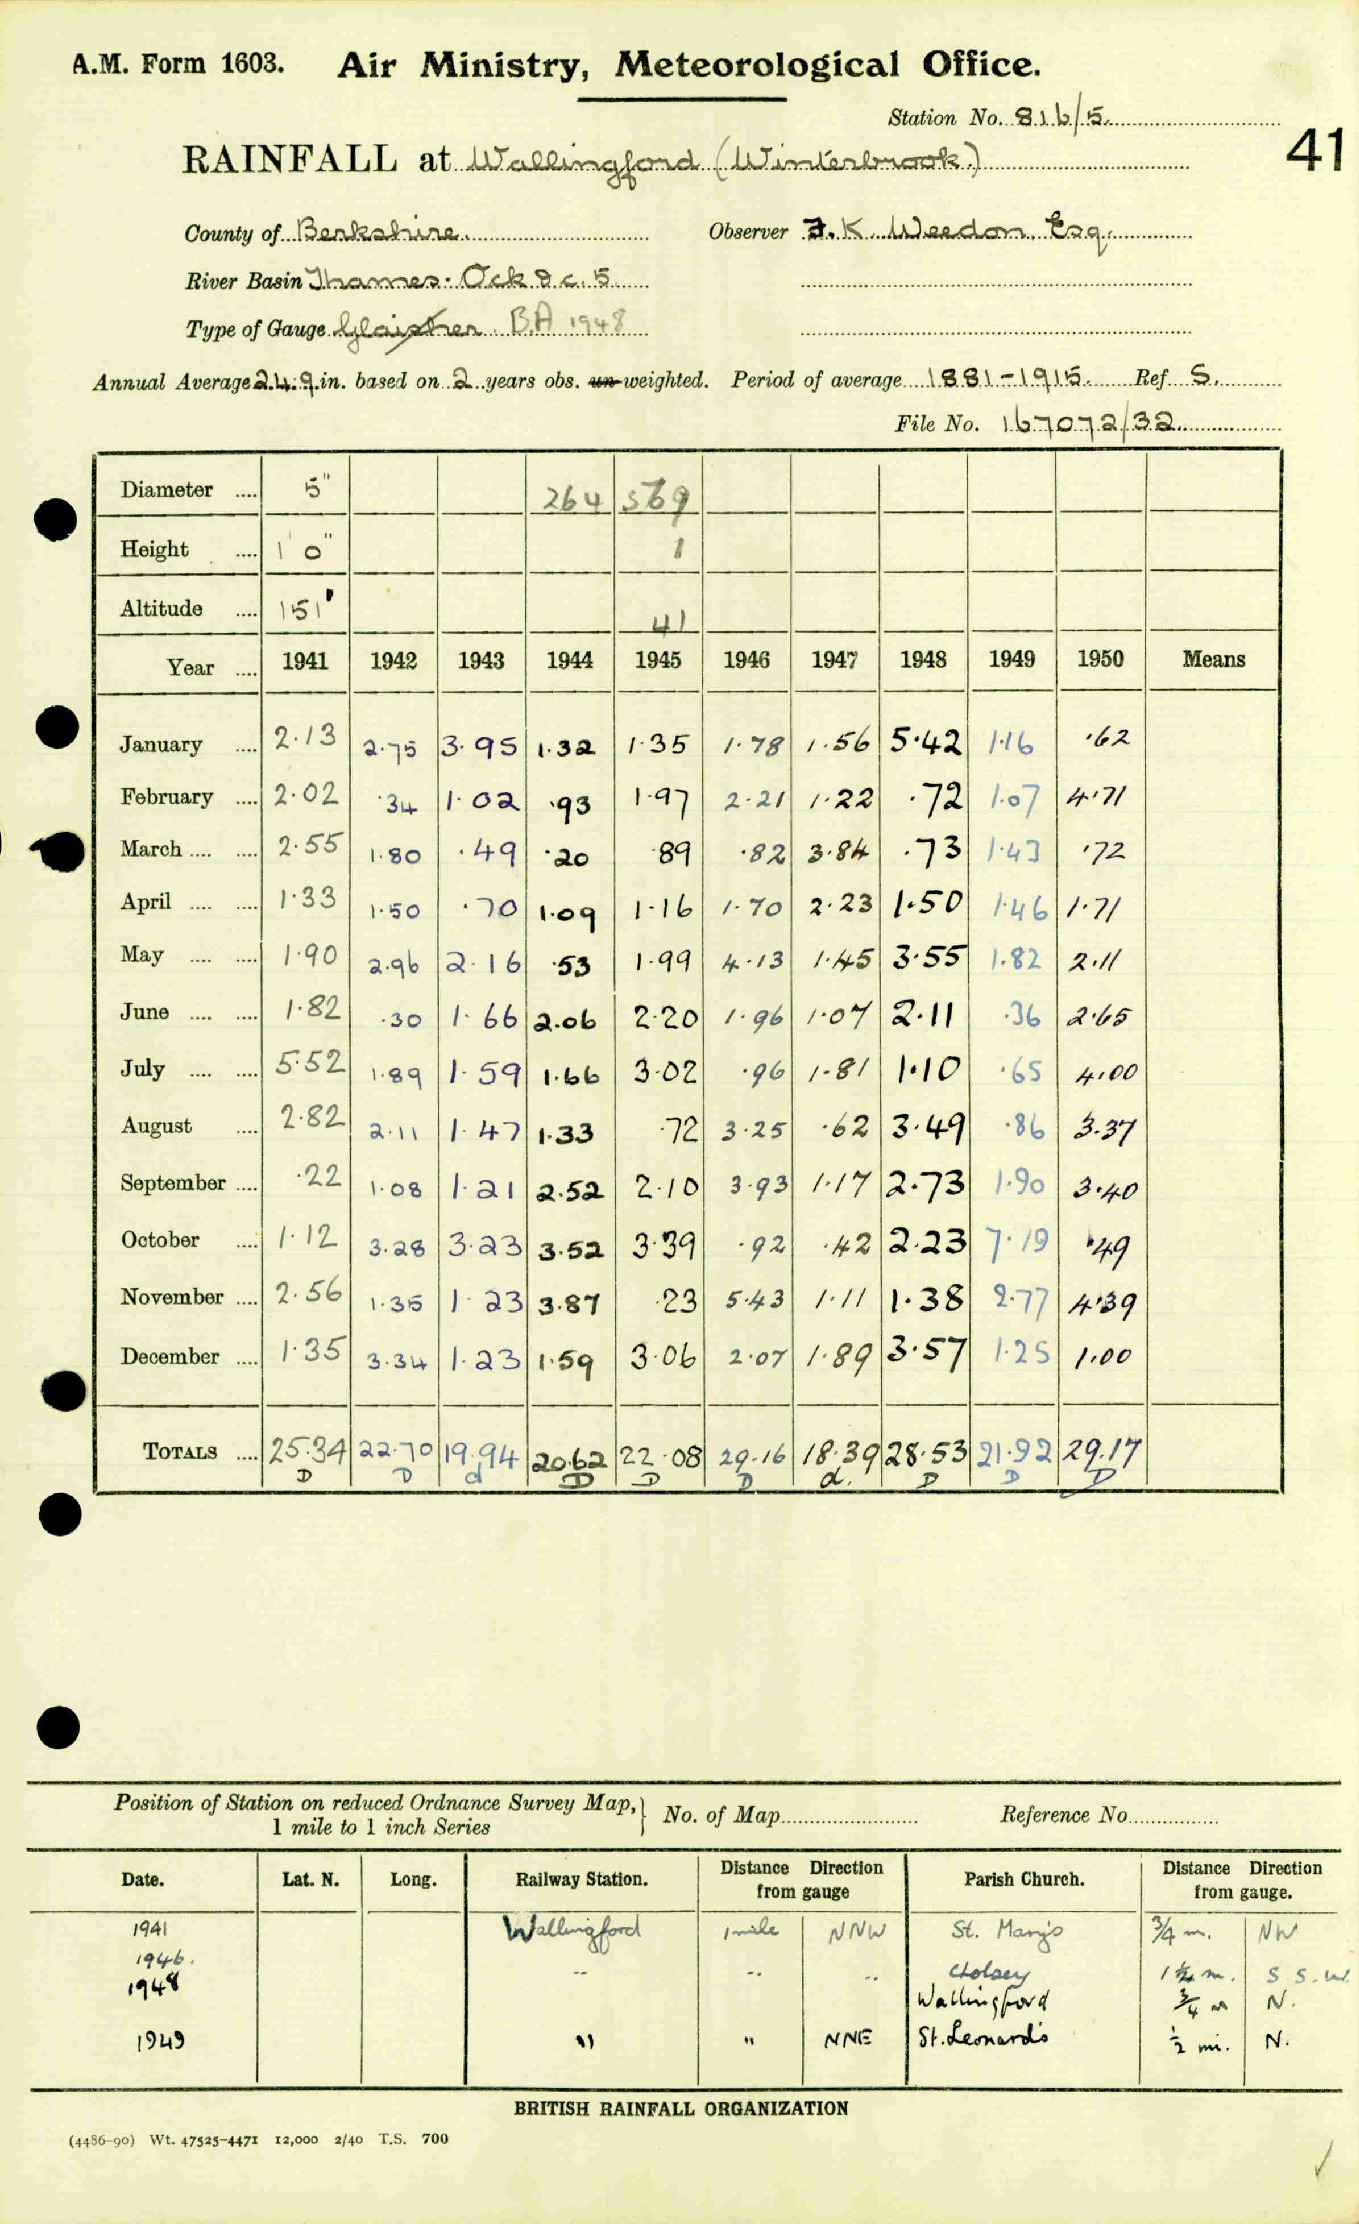 A.M. Form 1603. Air Ministry, Meteorological Office.
Station No. 816/5.
41
RAINFALL at Wallingford (Winterbrook.)
County of Berkshire. Observer F. K. Weedon, Esq.
River Basin Thames. Ock &c. 5
Type of Gauge Glaisher. B.A 1948
Annual Average 24.9 in. based on 2 years obs. un-weighted. Period of average 1881-1915. Ref S.
File No. 167072/32
Diameter .... 5" 264 569
Height .... 1' 0" 1
Altitude .... 151' 41
Year .... 1941 1942 1943 1944 1945 1946 1947 1948 1949 1950 Means
January .... 2.13 2.75 3.95 1.32 1.35 1.78 1.56 5.42 1.16 .62
February .... 2.02 .34 1.02 .93 1.97 2.21 1.22 .72 1.07 4.71
March .... .... 2.55 1.80 .49 .20 .89 .82 3.84 .73 1.43 .72
April .... .... 1.33 1.50 .70 1.09 1.16 1.70 2.23 1.50 1.46 1.71
May .... .... 1.90 2.96 2.16 .53 1.99 4.13 1.45 3.55 1.82 2.11
June .... .... 1.82 .30 1.66 2.06 2.20 1.96 1.07 2.11 .36 2.65
July .... .... 5.52 1.89 1.59 1.66 3.02 .96 1.81 1.10 .65 4.00
August .... 2.82 2.11 1.47 1.33 .72 3.25 .62 3.49 .86 3.37
September .... .22 1.08 1.21 2.52 2.10 3.93 1.17 2.73 1.90 3.40
October .... 1.12 3.28 3.23 3.52 3.39 .92 .42 2.23 7.19 .49
November .... 2.56 1.35 1.23 3.87 .23 5.43 1.11 1.38 2.77 4.39
December .... 1.35 3.34 1.23 1.59 3.06 2.07 1.89 3.57 1.25 1.00
TOTALS .... 25.34 22.70 19.94 20.62 22.08 29.16 18.39 28.53 21.92 29.17
D D d D D D d. D D D
Position of Station on reduced Ordnance Survey Map, } No. of Map Reference No.
1 mile to 1 inch Series
Date. Lat. N. Long. Railway Station. Distance Direction from gauge Parish Church. Distance Direction from gauge.
1941 Wallingford 1 mile NNW St. Mary's 3/4 m. NW
1946. " " " Cholsey m. S.S.W.
1948 Wallingford 3/4 m N.
1949 " " NNE St. Leonard's 1/2 mi. N.
BRITISH RAINFALL ORGANIZATION
(4486-90) Wt. 47525-4471 12,000 2/40 T.S. 700